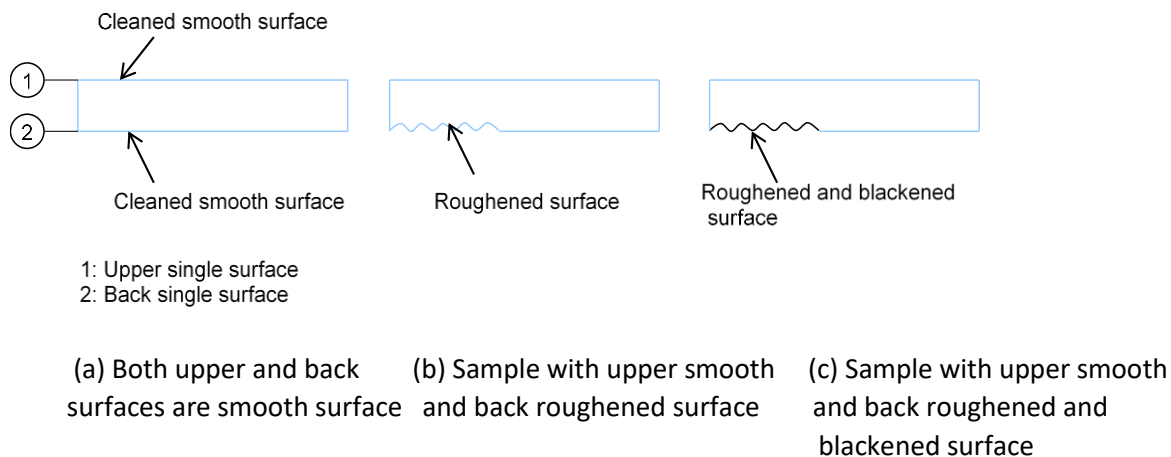 Cleaned smooth surface
1
2
Cleaned smooth surface
Roughened surface
Roughened and blackened
surface
1: Upper single surface
2: Back single surface
(a) Both upper and back
surfaces are smooth surface
(b) Sample with upper smooth
and back roughened surface
(c) Sample with upper smooth
and back roughened and
blackened surface